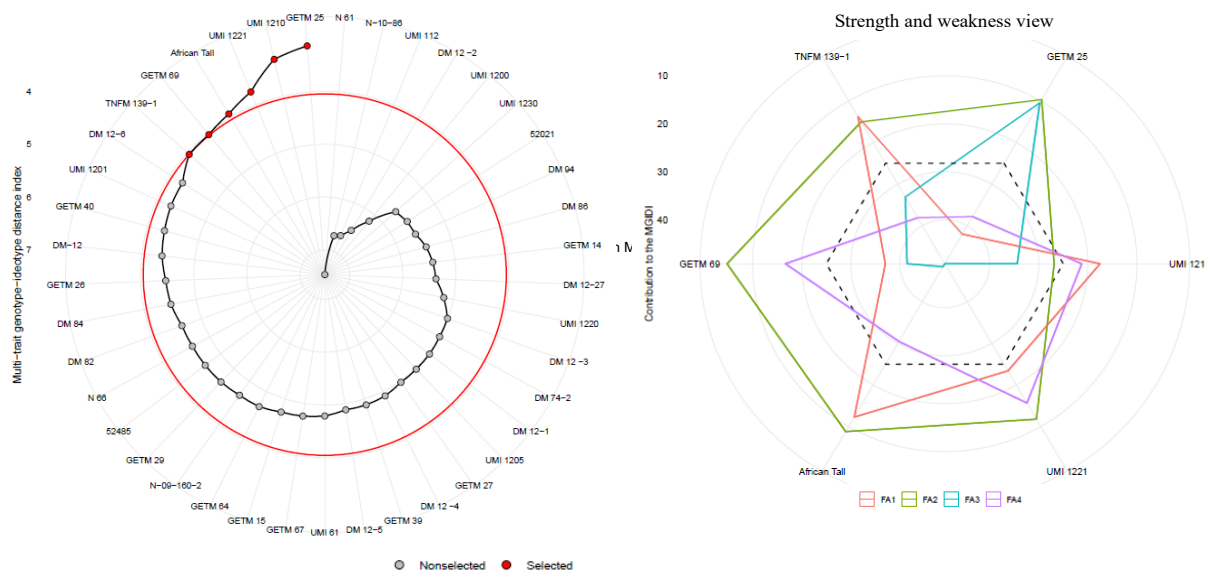 GETM 25
N 61
N-10-86
UMI 112
DM 12 -2
UMI 1200
UMI 1230
52021
DM 94
DM 86
GETM 14
DM 12-27
UMI 1220
DM 12 -3
DM 74-2
DM 12-1
UMI 1205
GETM 27
DM 12 -4
GETM 39
DM 12-5
UMI 61
GETM 67
GETM 15
GETM 64
N-09-160-2
GETM 29
52485
N 66
DM 82
DM 84
GETM 26
DM-12
GETM 40
UMI 1201
DM 12-6
TNFM 139-1
GETM 69
African Tall
UMI 1221
UMI 1210
Multi-trait genotype-ideotype distance index
4
5
6
7
Nonselected
Selected
Strength and weakness view
TNFM 139-1
GETM 25
UMI 121
UMI 1221
African Tall
GETM 69
ı M
Contribution to the MGIDI
10
20
30
40
FA1
FA2
FA3
FA4